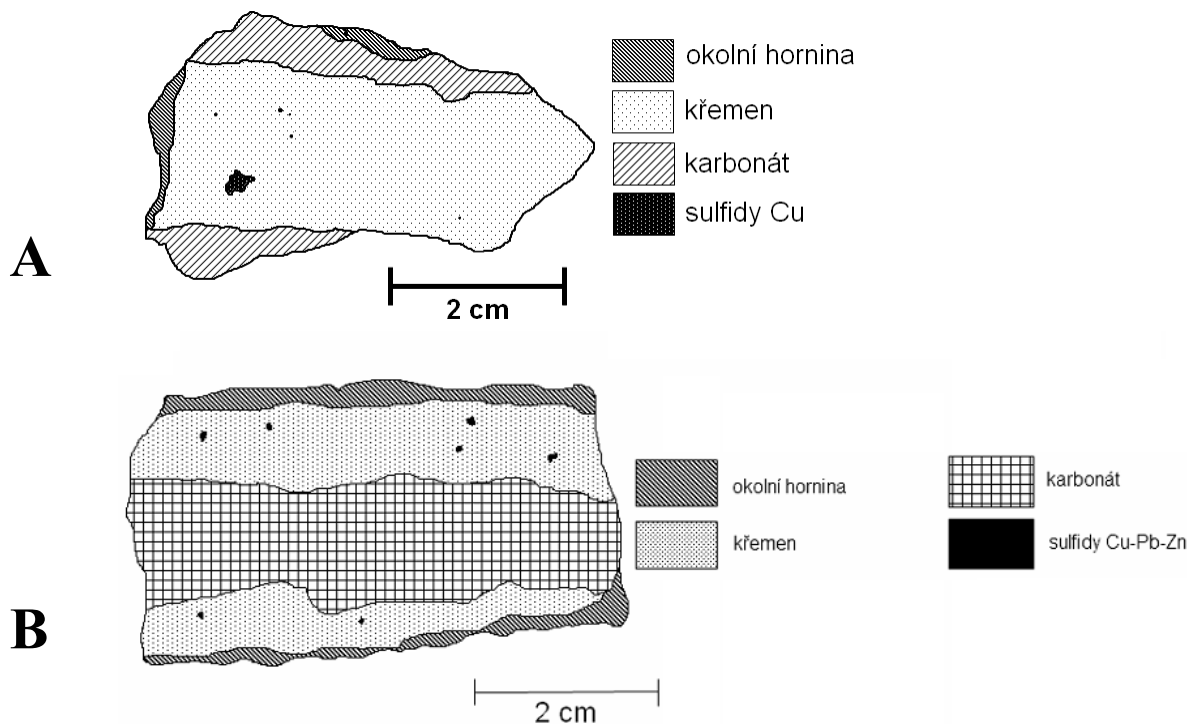 okolní hornina
křemen
karbonát
sulfidy Cu
A
2 cm
okolní hornina
karbonát
křemen
sulfidy Cu-Pb-Zn
B
2 cm